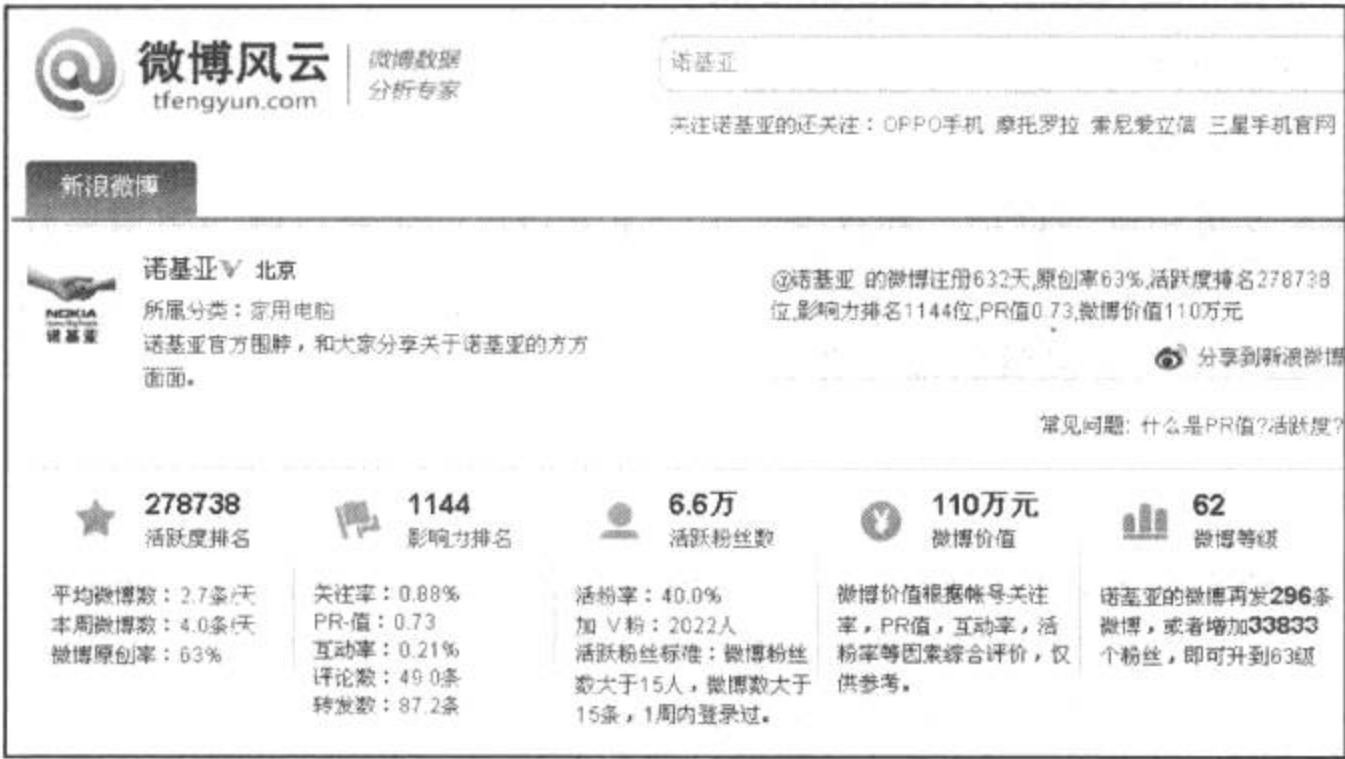 微博风云
tfengyun.com
微博数据
分析专家
诺基亚
关注诺基亚的还关注：OPPO手机 摩托罗拉 索尼爱立信 三星手机官网
新浪微博
NOKIA
诺基亚
诺基亚V 北京
所属分类：家用电脑
诺基亚官方围脖，和大家分享关于诺基亚的方方
面面。
@诺基亚 的微博注册632天,原创率63%,活跃度排名278738
位,影响力排名1144位,PR值0.73,微博价值110万元
分享到新浪微博
常见问题: 什么是PR值?活跃度?
278738
活跃度排名
平均微博数：2.7条/天
本周微博数：4.0条/天
微博原创率：63%
1144
影响力排名
关注率：0.88%
PR-值：0.73
互动率：0.21%
评论数：49.0条
转发数：87.2条
6.6万
活跃粉丝数
活粉率：40.0%
加 V 粉：2022人
活跃粉丝标准：微博粉丝
数大于15人，微博数大于
15条，1周内登录过。
110万元
微博价值
微博价值根据帐号关注
率，PR值，互动率，活
粉率等因素综合评价，仅
供参考。
62
微博等级
诺基亚的微博再发296条
微博，或者增加33833
个粉丝，即可升到63级